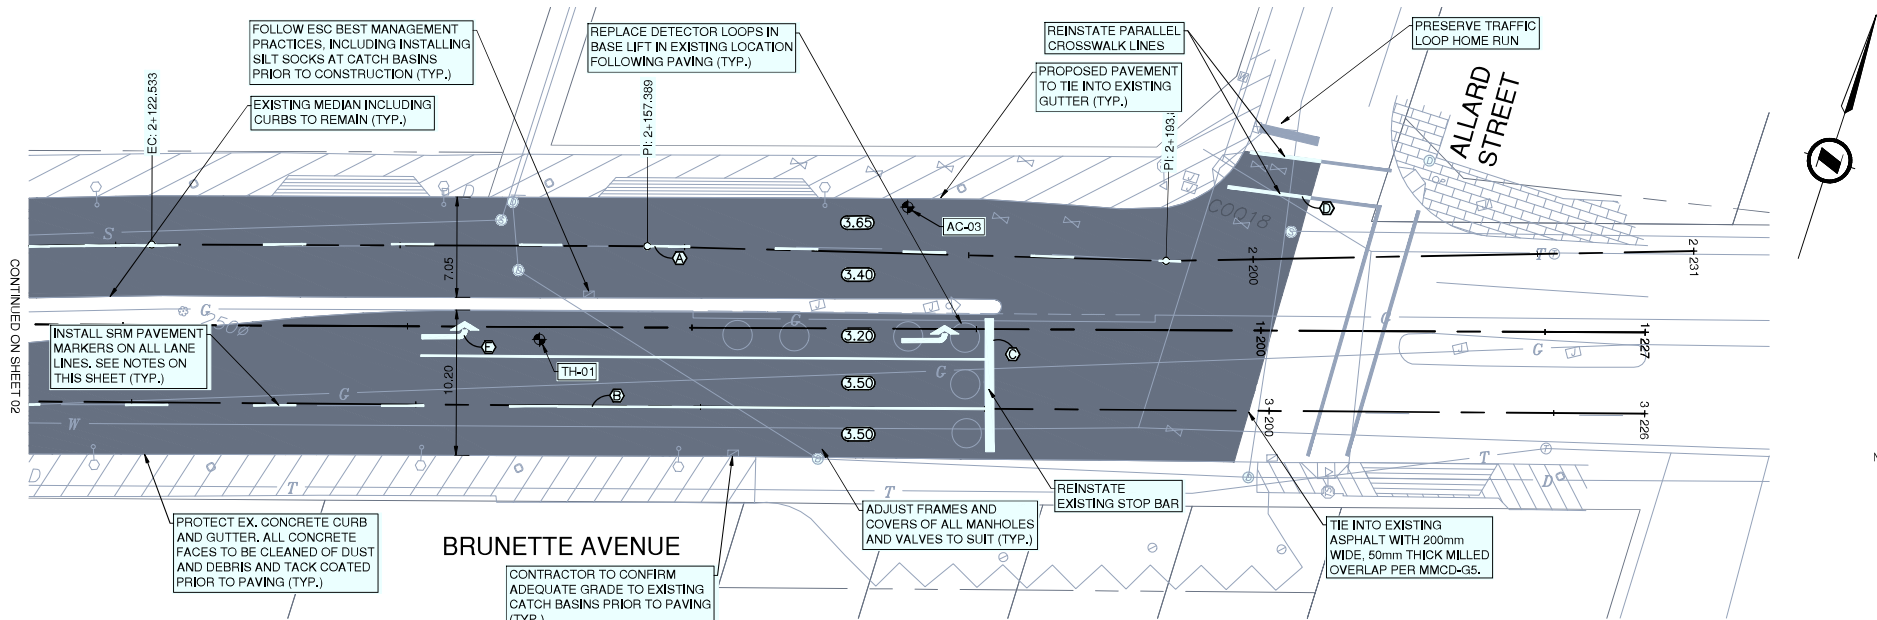 FOLLOW ESC BEST MANAGEMENT
PRACTICES, INCLUDING INSTALLING
SILT SOCKS AT CATCH BASINS
PRIOR TO CONSTRUCTION (TYP.)
REPLACE DETECTOR LOOPS IN
BASE LIFT IN EXISTING LOCATION
FOLLOWING PAVING (TYP.)
REINSTATE PARALLEL
CROSSWALK LINES
PRESERVE TRAFFIC
LOOP HOME RUN
PROPOSED PAVEMENT
TO TIE INTO EXISTING
GUTTER (TYP.)
EXISTING MEDIAN INCLUDING
CURBS TO REMAIN (TYP.)
EC: 2+122.533
PI: 2+157.389
PI: 2+193.
ALLARD
STREET
D
D
S
3.65
AC-03
C0018
D
A
3.40
7.05
2+200
T
2+231
CONTINUED ON SHEET 02
G
250ø
INSTALL SRM PAVEMENT
MARKERS ON ALL LANE
LINES. SEE NOTES ON
THIS SHEET (TYP.)
E
G
3.20
C
1+200
G
1+227
TH-01
10.20
G
3.50
G
G
B
W
3.50
3+200
3+226
D
T
T
T
D
REINSTATE
EXISTING STOP BAR
ADJUST FRAMES AND
COVERS OF ALL MANHOLES
AND VALVES TO SUIT (TYP.)
PROTECT EX. CONCRETE CURB
AND GUTTER. ALL CONCRETE
FACES TO BE CLEANED OF DUST
AND DEBRIS AND TACK COATED
PRIOR TO PAVING (TYP.)
BRUNETTE AVENUE
TIE INTO EXISTING
ASPHALT WITH 200mm
WIDE, 50mm THICK MILLED
OVERLAP PER MMCD-G5.
CONTRACTOR TO CONFIRM
ADEQUATE GRADE TO EXISTING
CATCH BASINS PRIOR TO PAVING
(TYP.)